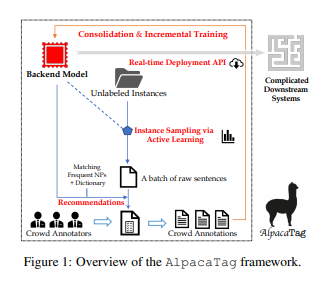 Consolidation & Incremental Training
Backend Model
Real-time Deployment API
Unlabeled Instances
Complicated
Downstream
Systems
Instance Sampling via
Active Learning
Matching
Frequent NPs
+ Dictionary
A batch of raw sentences
Recommendations
Crowd Annotators
Crowd Annotations
AlpacaTag
Figure 1: Overview of the AlpacaTag framework.